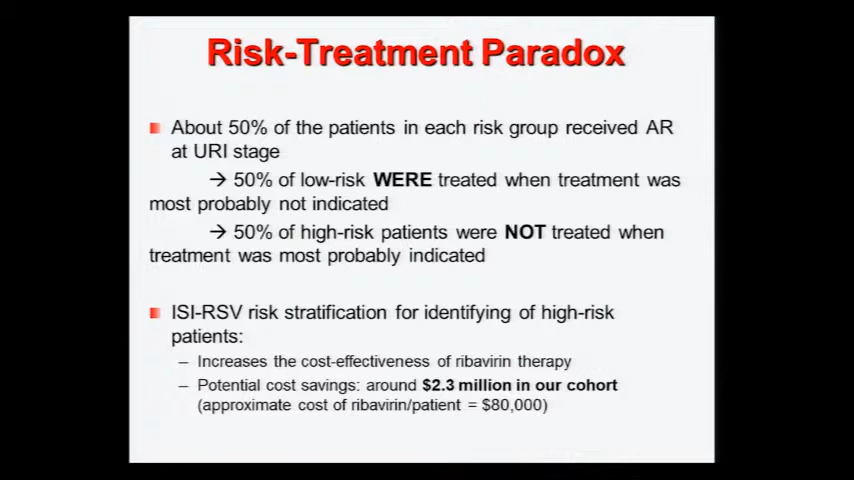 Risk-Treatment Paradox
About 50% of the patients in each risk group received AR
at URI stage
→ 50% of low-risk WERE treated when treatment was
most probably not indicated
→ 50% of high-risk patients were NOT treated when
treatment was most probably indicated
ISI-RSV risk stratification for identifying of high-risk
patients:
– Increases the cost-effectiveness of ribavirin therapy
– Potential cost savings: around $2.3 million in our cohort
(approximate cost of ribavirin/patient = $80,000)